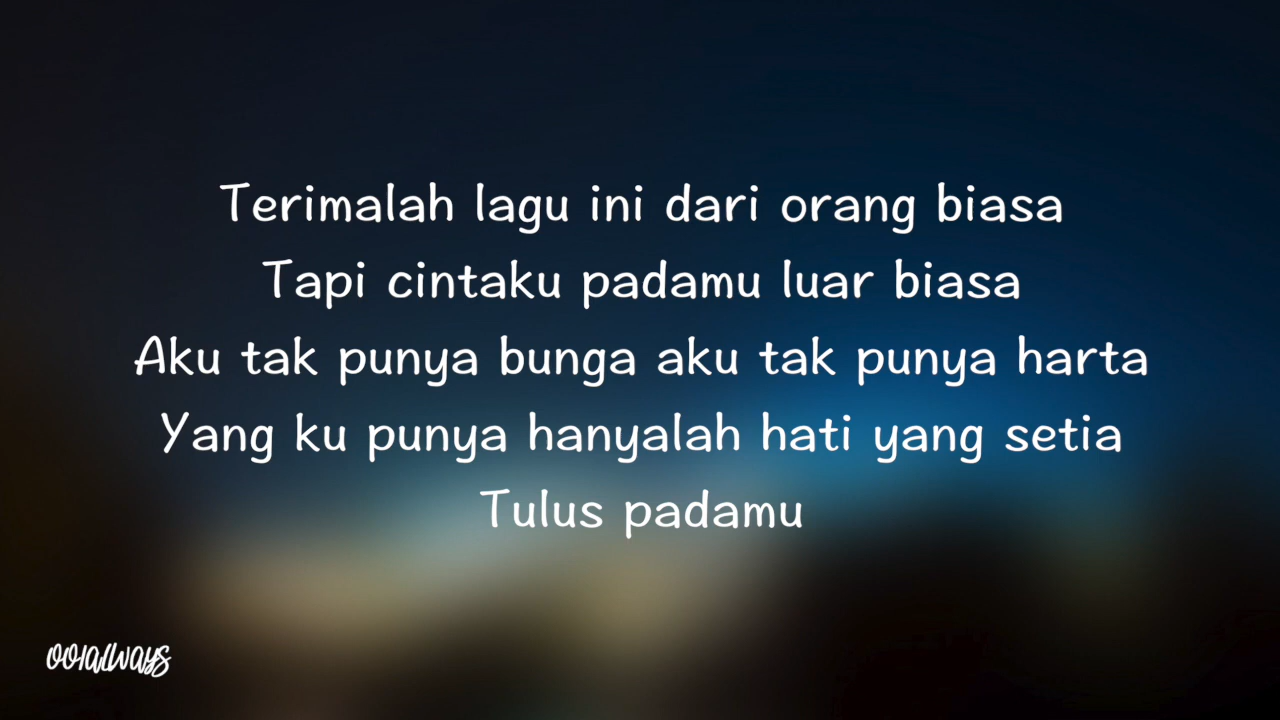 Terimalah lagu ini dari orang biasa
Tapi cintaku padamu luar biasa
Aku tak punya bunga aku tak punya harta
Yang ku punya hanyalah hati yang setia
Tulus padamu
001always